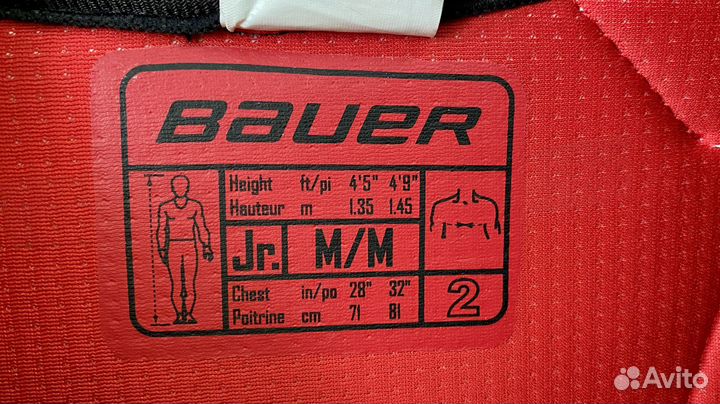 BAUER
Height ft/pi 4'5" 4'9"
Hauteur m 1.35 1.45
Jr. M/M
Chest in/po 28" 32"
Poitrine cm 71 81
2
Avito